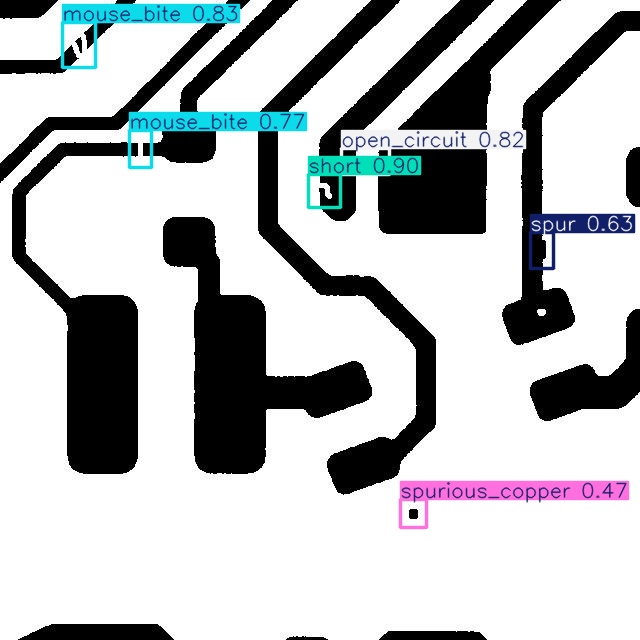 mouse_bite 0.83
mouse_bite 0.77
open_circuit 0.82
short 0.90
spur 0.63
spurious_copper 0.47